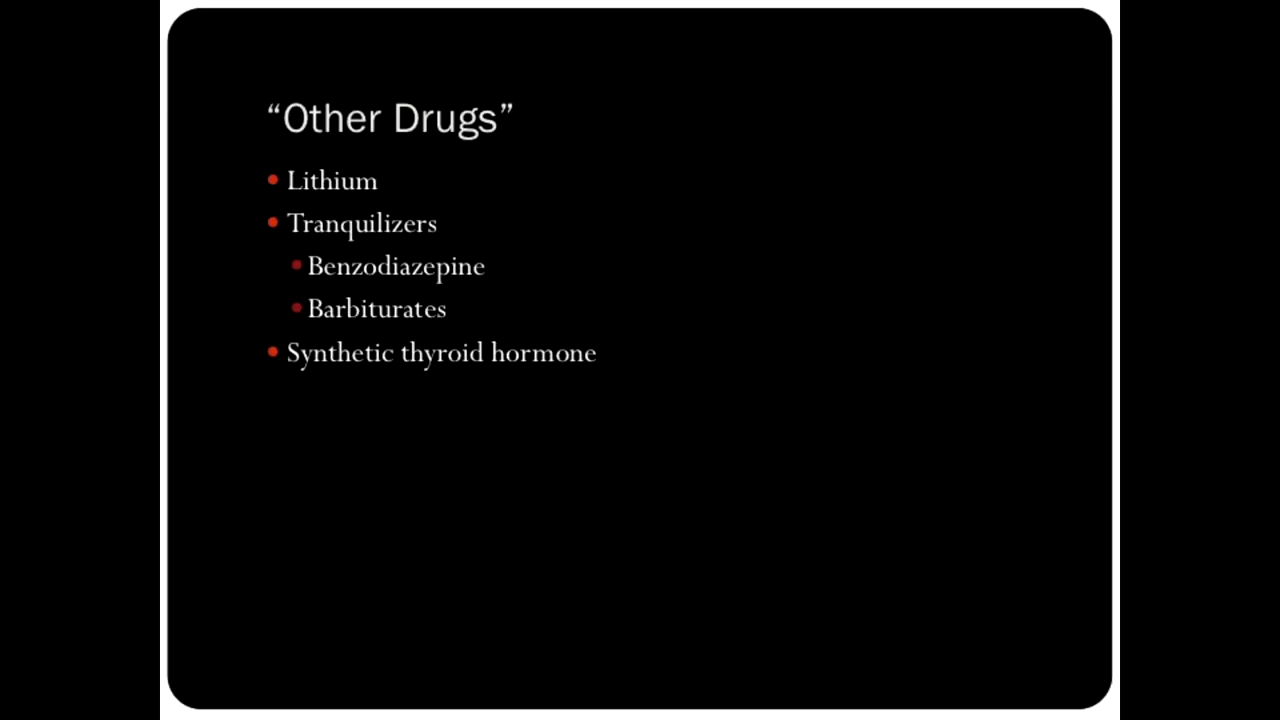 “Other Drugs”
• Lithium
• Tranquilizers
• Benzodiazepine
• Barbiturates
• Synthetic thyroid hormone